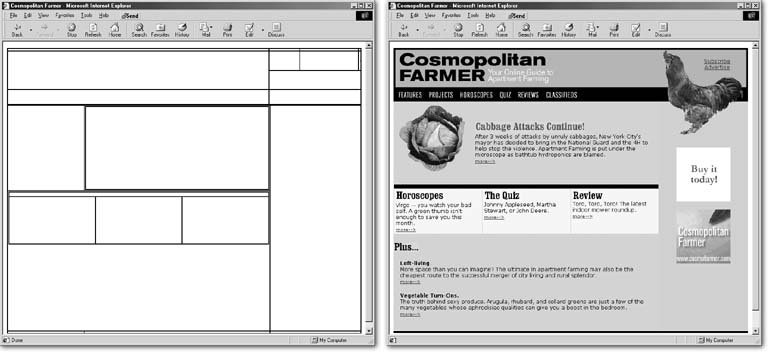 Cosmopolitan Farmer - Microsoft Internet Explorer
File Edit View Favorites Tools Help Send
Back Forward Stop Refresh Home Search Favorites History Mail Print Edit Discuss
Done My Computer
Cosmopolitan Farmer - Microsoft Internet Explorer
File Edit View Favorites Tools Help Send
Back Forward Stop Refresh Home Search Favorites History Mail Print Edit Discuss
Cosmopolitan
FARMER Your Online Guide to
Apartment Farming
Subscribe
Advertise
FEATURES PROJECTS HOROSCOPES QUIZ REVIEWS CLASSIFIEDS
Cabbage Attacks Continue!
After 3 weeks of attacks by unruly cabbages, New York City's
mayor has decided to bring in the National Guard and the 4H to
help stop the violence. Apartment Farming is put under the
microscope as bathtub hydroponics are blamed.
more-->
Buy it
today!
Horoscopes
Virgo -- you watch your bad
self. A green thumb isn't
enough to save you this
month.
more-->
The Quiz
Johnny Appleseed, Martha
Stewart, or John Deere.
more-->
Review
Toro, Toro, Toro! The latest
indoor mower roundup.
more-->
Cosmopolitan
Farmer
www.cosmofarmer.com
Plus...
Loft-living
More space than you can imagine? The ultimate in apartment farming may also be the
cheapest route to the successful merger of city living and rural splendor.
more-->
Vegetable Turn-Ons.
The truth behind sexy produce. Arugula, rhubard, and collard greens are just a few of the
many vegetables whose aphrodisiac qualities can give you a boost in the bedroom.
more-->
My Computer